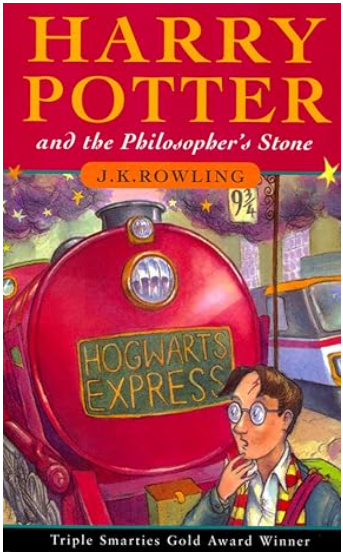 HARRY
POTTER
and the Philosopher's Stone
J.K.ROWLING
9¾
HOGWARTS
EXPRESS
Triple Smarties Gold Award Winner